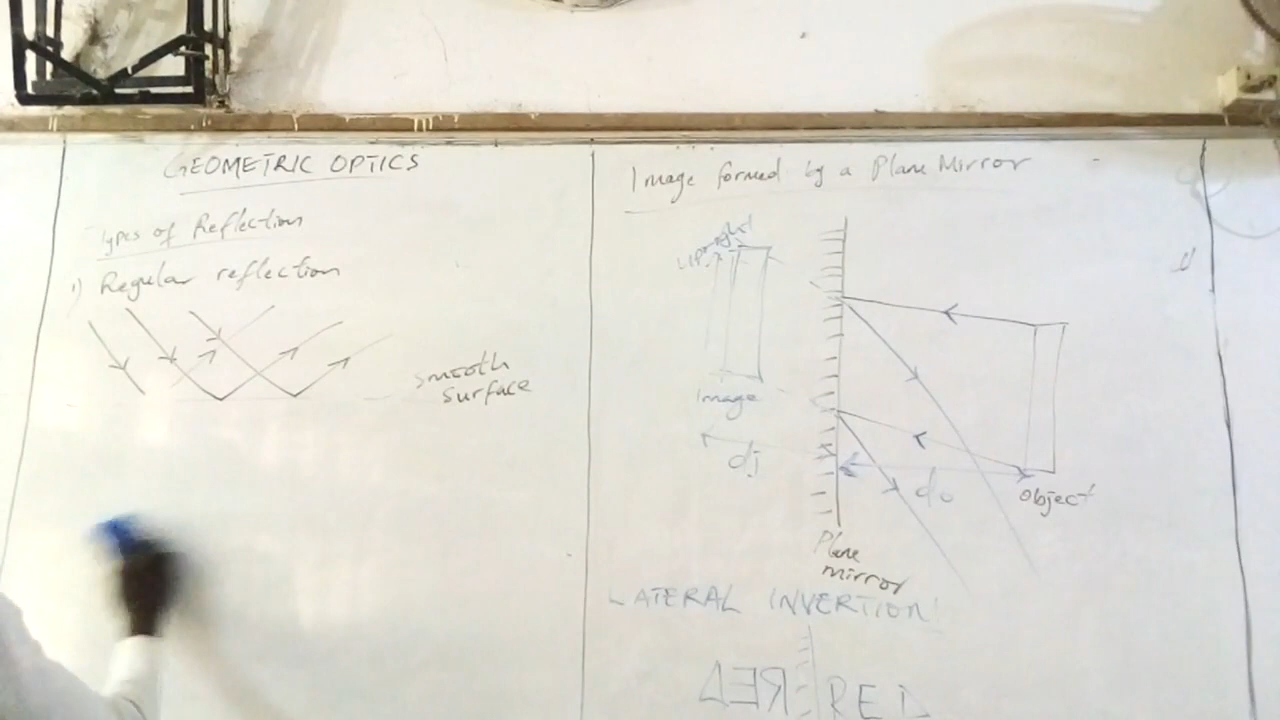 GEOMETRIC OPTICS
Types of Reflection
1) Regular reflection
smooth
surface
Image formed by a Plane Mirror
Upright
Image
di
do
Object
Plane
mirror
LATERAL INVERTION
RED RED